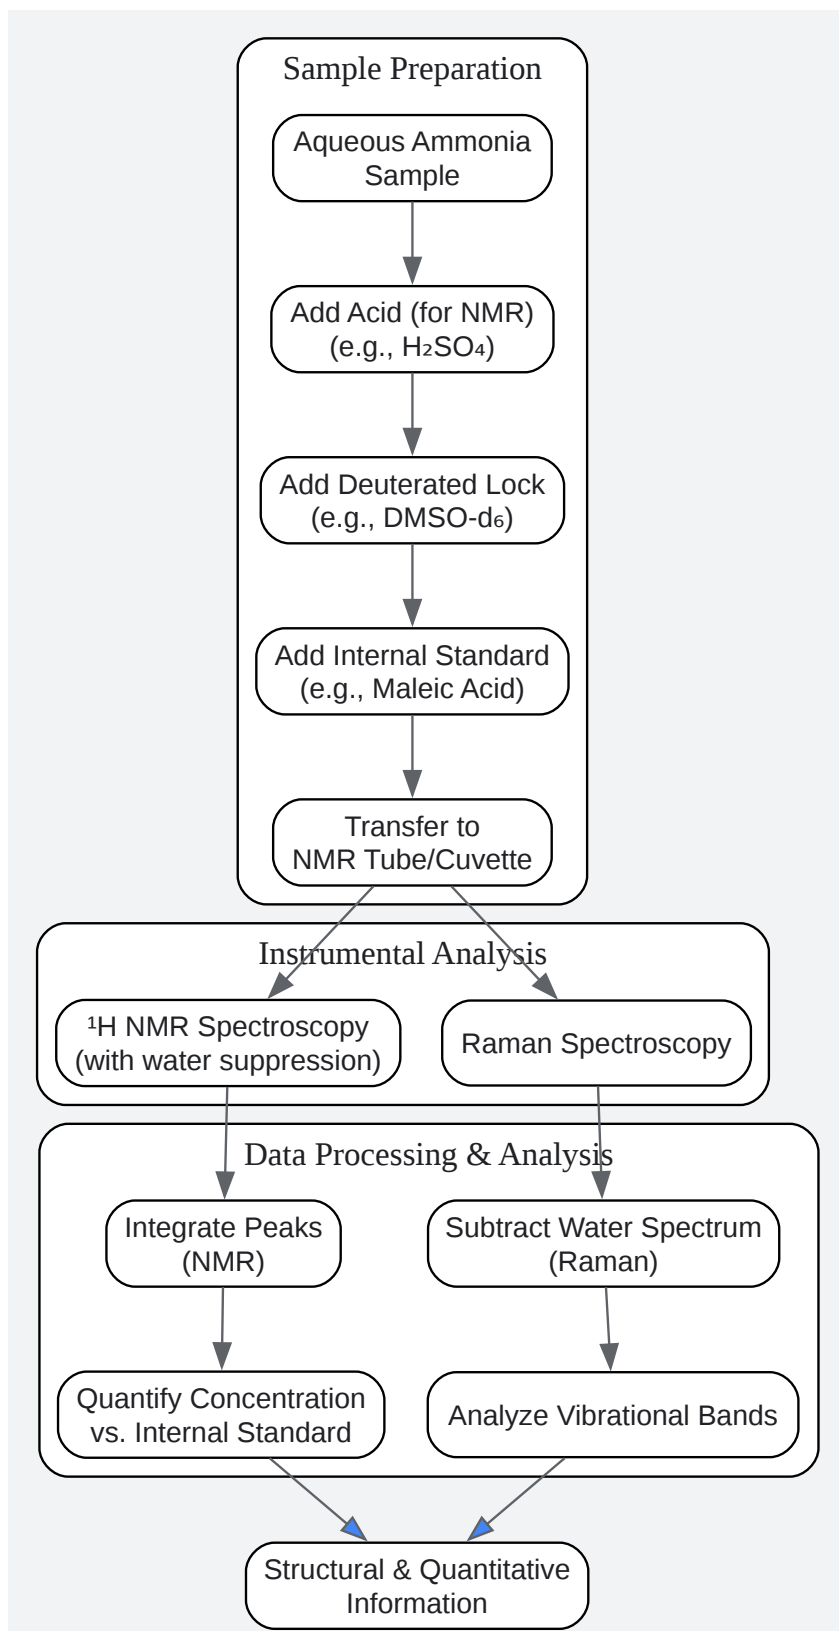 Sample Preparation
Aqueous Ammonia
Sample
Add Acid (for NMR)
(e.g., H₂SO₄)
Add Deuterated Lock
(e.g., DMSO-d₆)
Add Internal Standard
(e.g., Maleic Acid)
Transfer to
NMR Tube/Cuvette
Instrumental Analysis
¹H NMR Spectroscopy
(with water suppression)
Raman Spectroscopy
Data Processing & Analysis
Integrate Peaks
(NMR)
Subtract Water Spectrum
(Raman)
Quantify Concentration
vs. Internal Standard
Analyze Vibrational Bands
Structural & Quantitative
Information